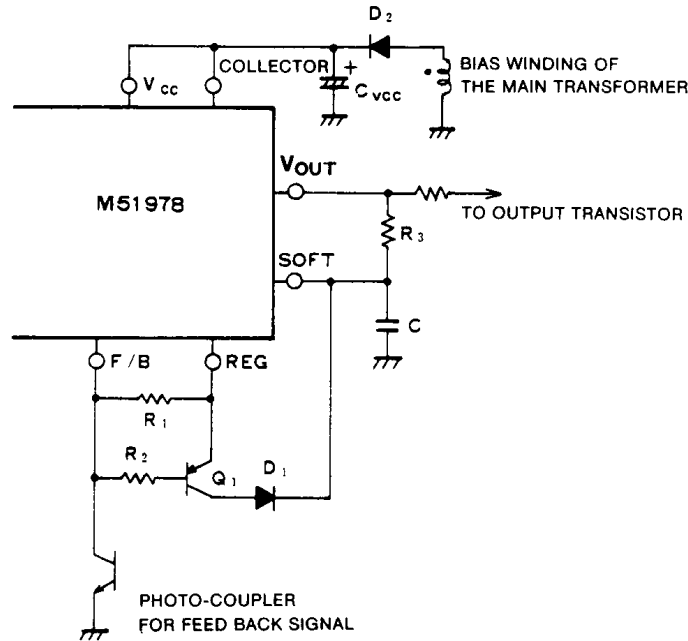 D₂
V cc
COLLECTOR
+
C vcc
BIAS WINDING OF
THE MAIN TRANSFORMER
M51978
VOUT
TO OUTPUT TRANSISTOR
R₃
SOFT
C
F/B
REG
R₁
R₂
Q₁
D₁
PHOTO-COUPLER
FOR FEED BACK SIGNAL